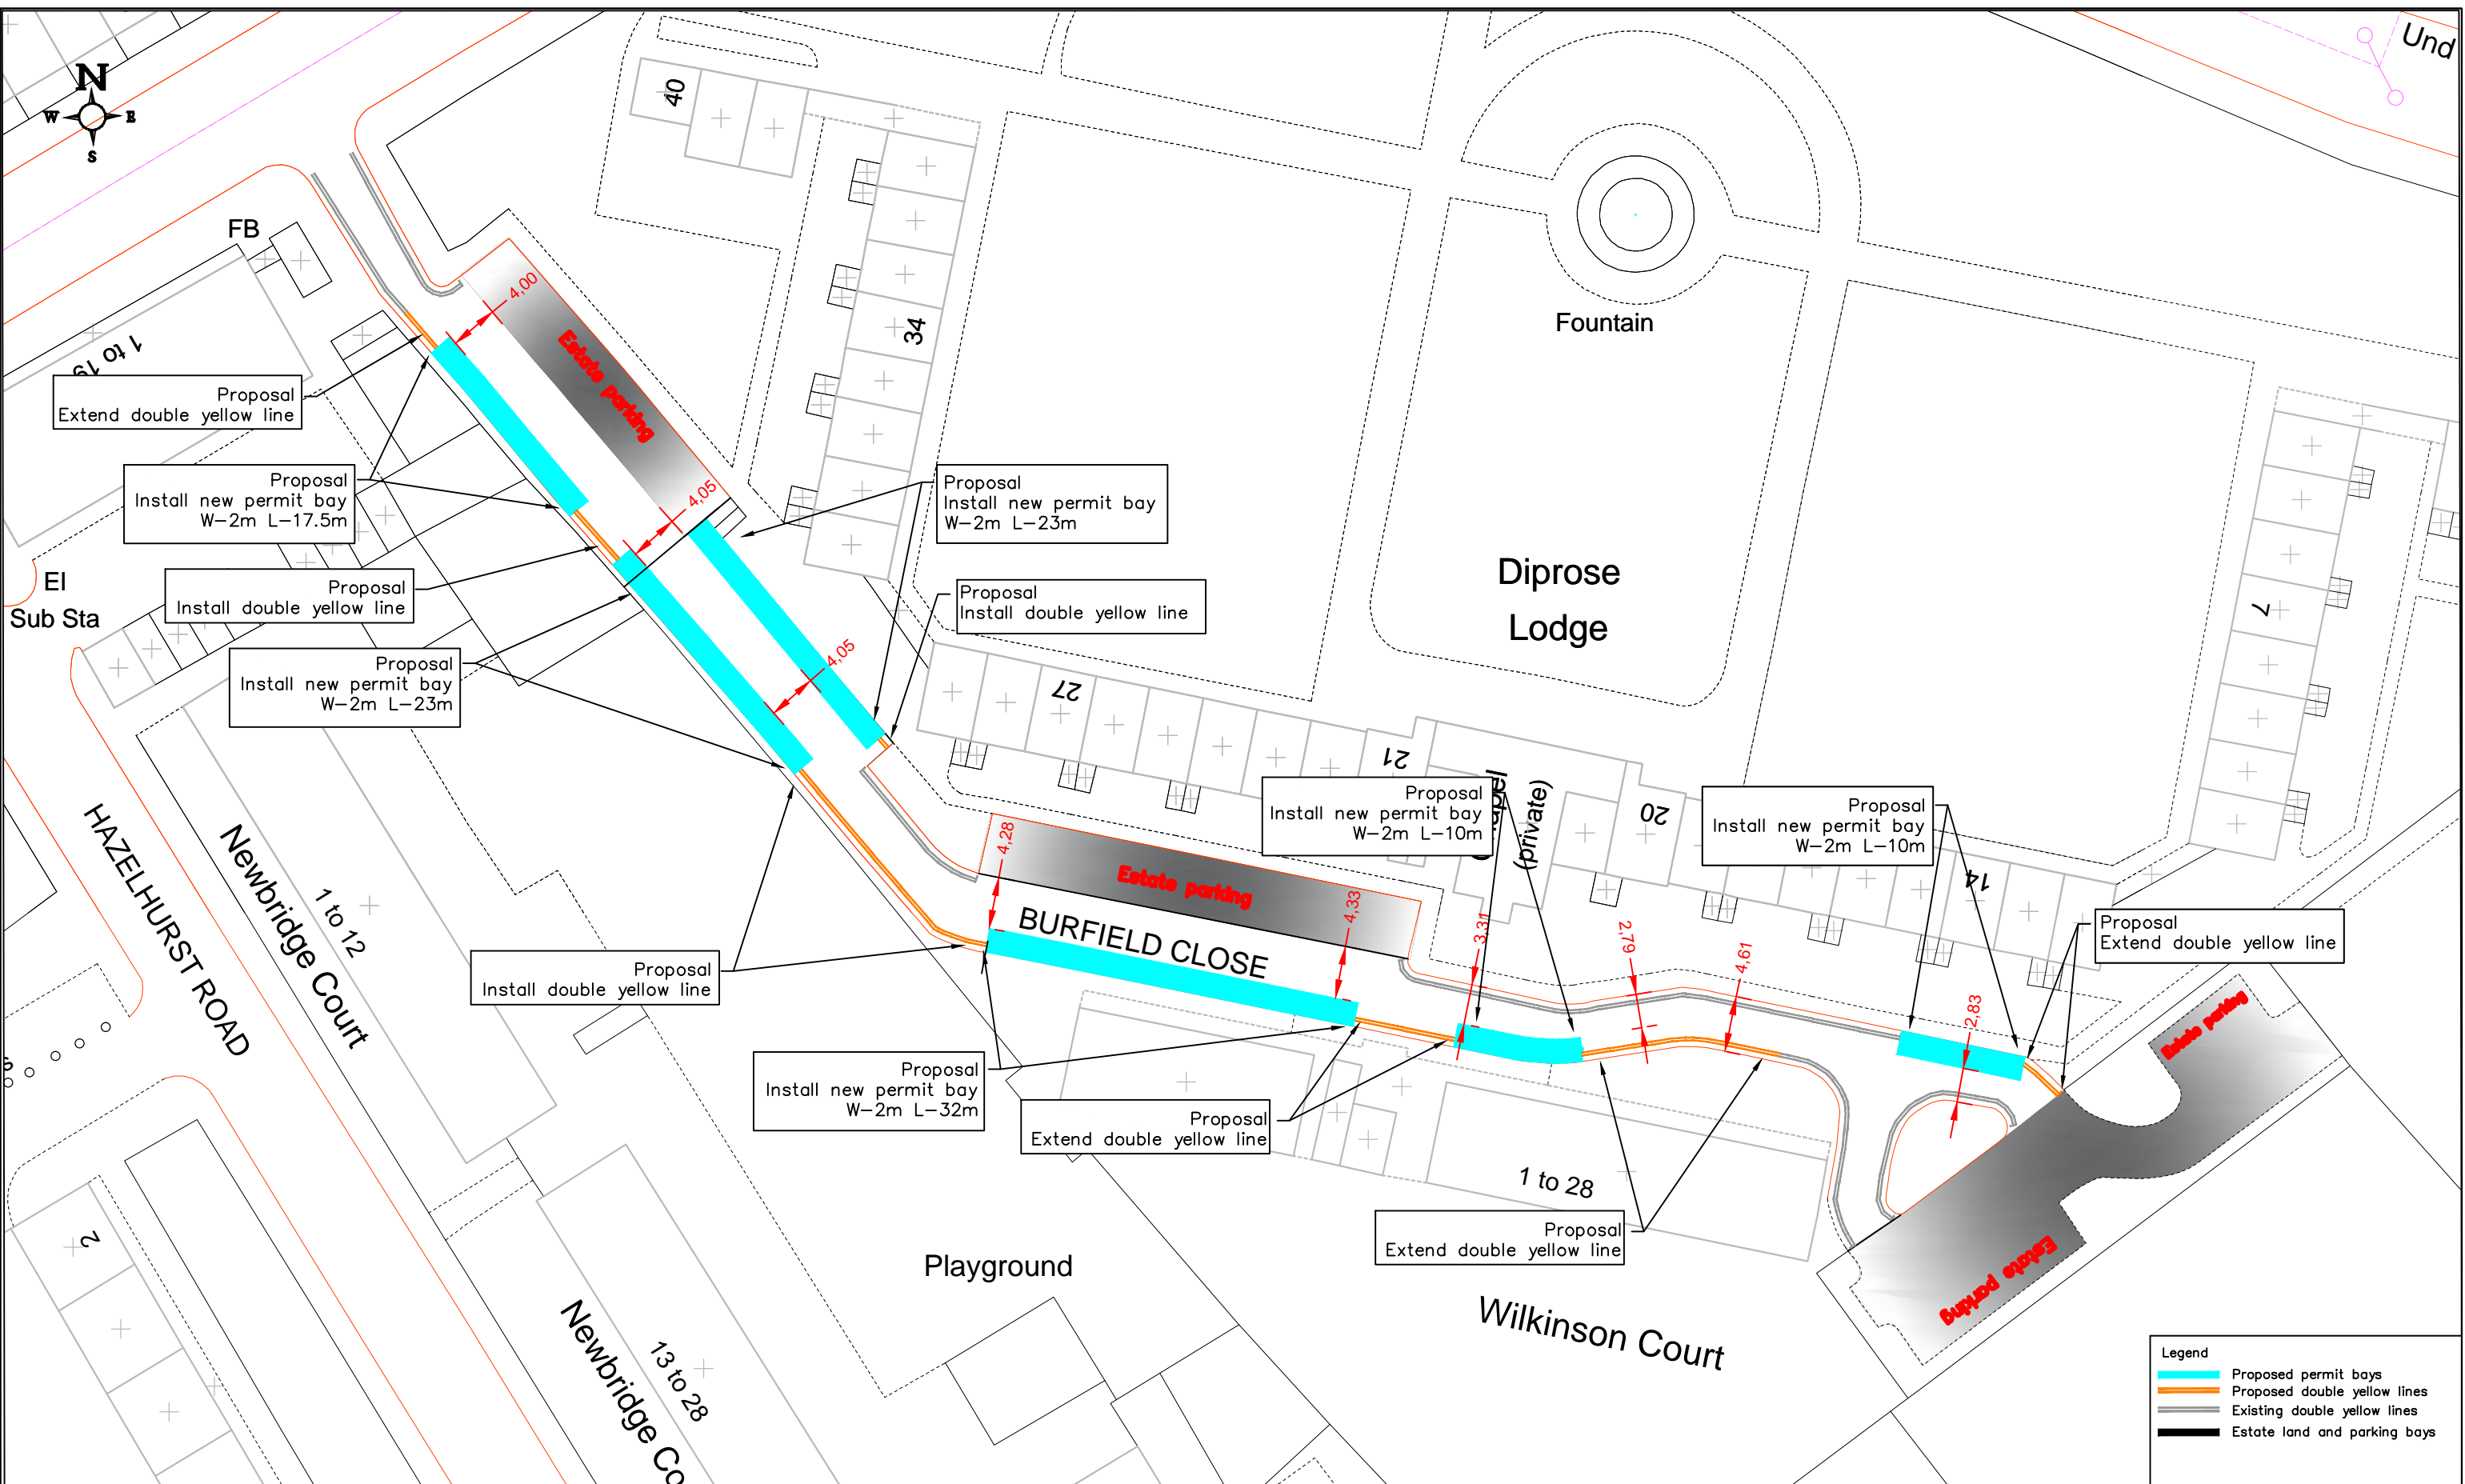 Und
N
W
E
S
40
FB
4,00
34
Fountain
Estate parking
1 to 19
Proposal
Extend double yellow line
Proposal
Install new permit bay
W-2m L-17.5m
4,05
Proposal
Install new permit bay
W-2m L-23m
Diprose
Lodge
El
Sub Sta
Proposal
Install double yellow line
Proposal
Install double yellow line
7
Proposal
Install new permit bay
W-2m L-23m
4,05
27
21
(private)
20
14
Proposal
Install new permit bay
W-2m L-10m
Proposal
Install new permit bay
W-2m L-10m
HAZELHURST ROAD
Newbridge Court
1 to 12
4,28
Estate parking
4,33
BURFIELD CLOSE
3,31
2,79
4,61
2,83
Proposal
Extend double yellow line
Estate parking
Proposal
Install double yellow line
Proposal
Install new permit bay
W-2m L-32m
Proposal
Extend double yellow line
1 to 28
Proposal
Extend double yellow line
2
Playground
Estate parking
Wilkinson Court
Newbridge Co
13 to 28
Legend
Proposed permit bays
Proposed double yellow lines
Existing double yellow lines
Estate land and parking bays